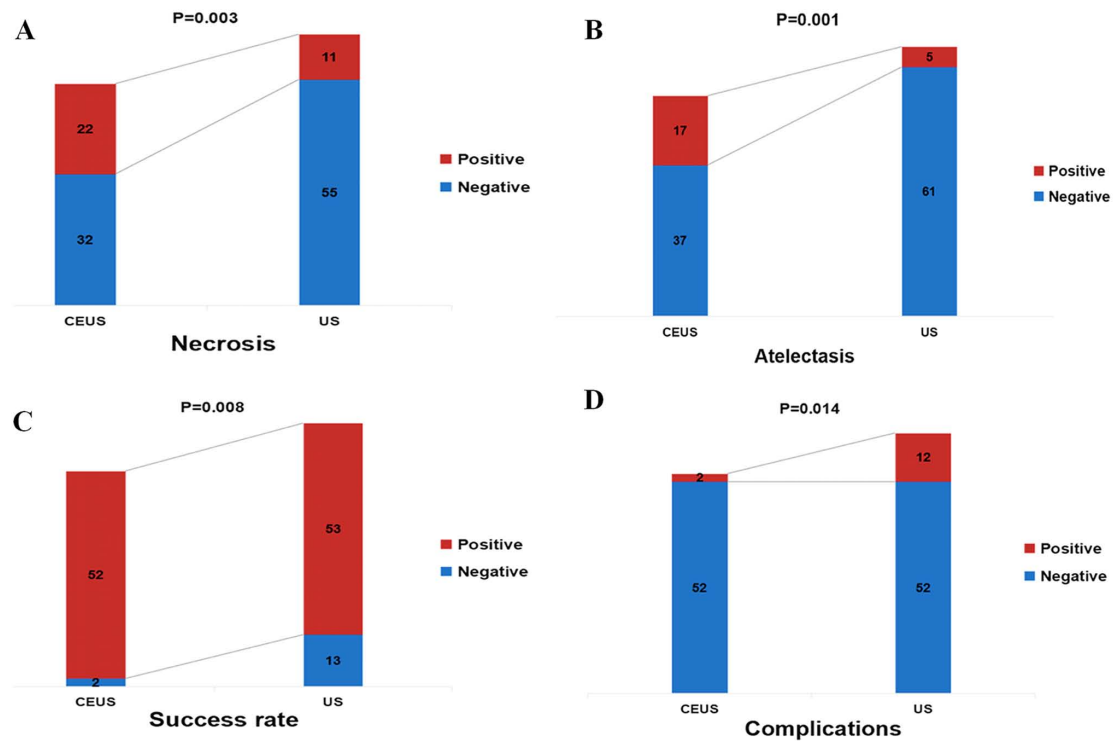 A
P=0.003
22
32
11
55
Positive
Negative
CEUS
US
Necrosis
B
P=0.001
17
37
5
61
Positive
Negative
CEUS
US
Atelectasis
C
P=0.008
52
2
53
13
Positive
Negative
CEUS
US
Success rate
D
P=0.014
2
52
12
52
Positive
Negative
CEUS
US
Complications